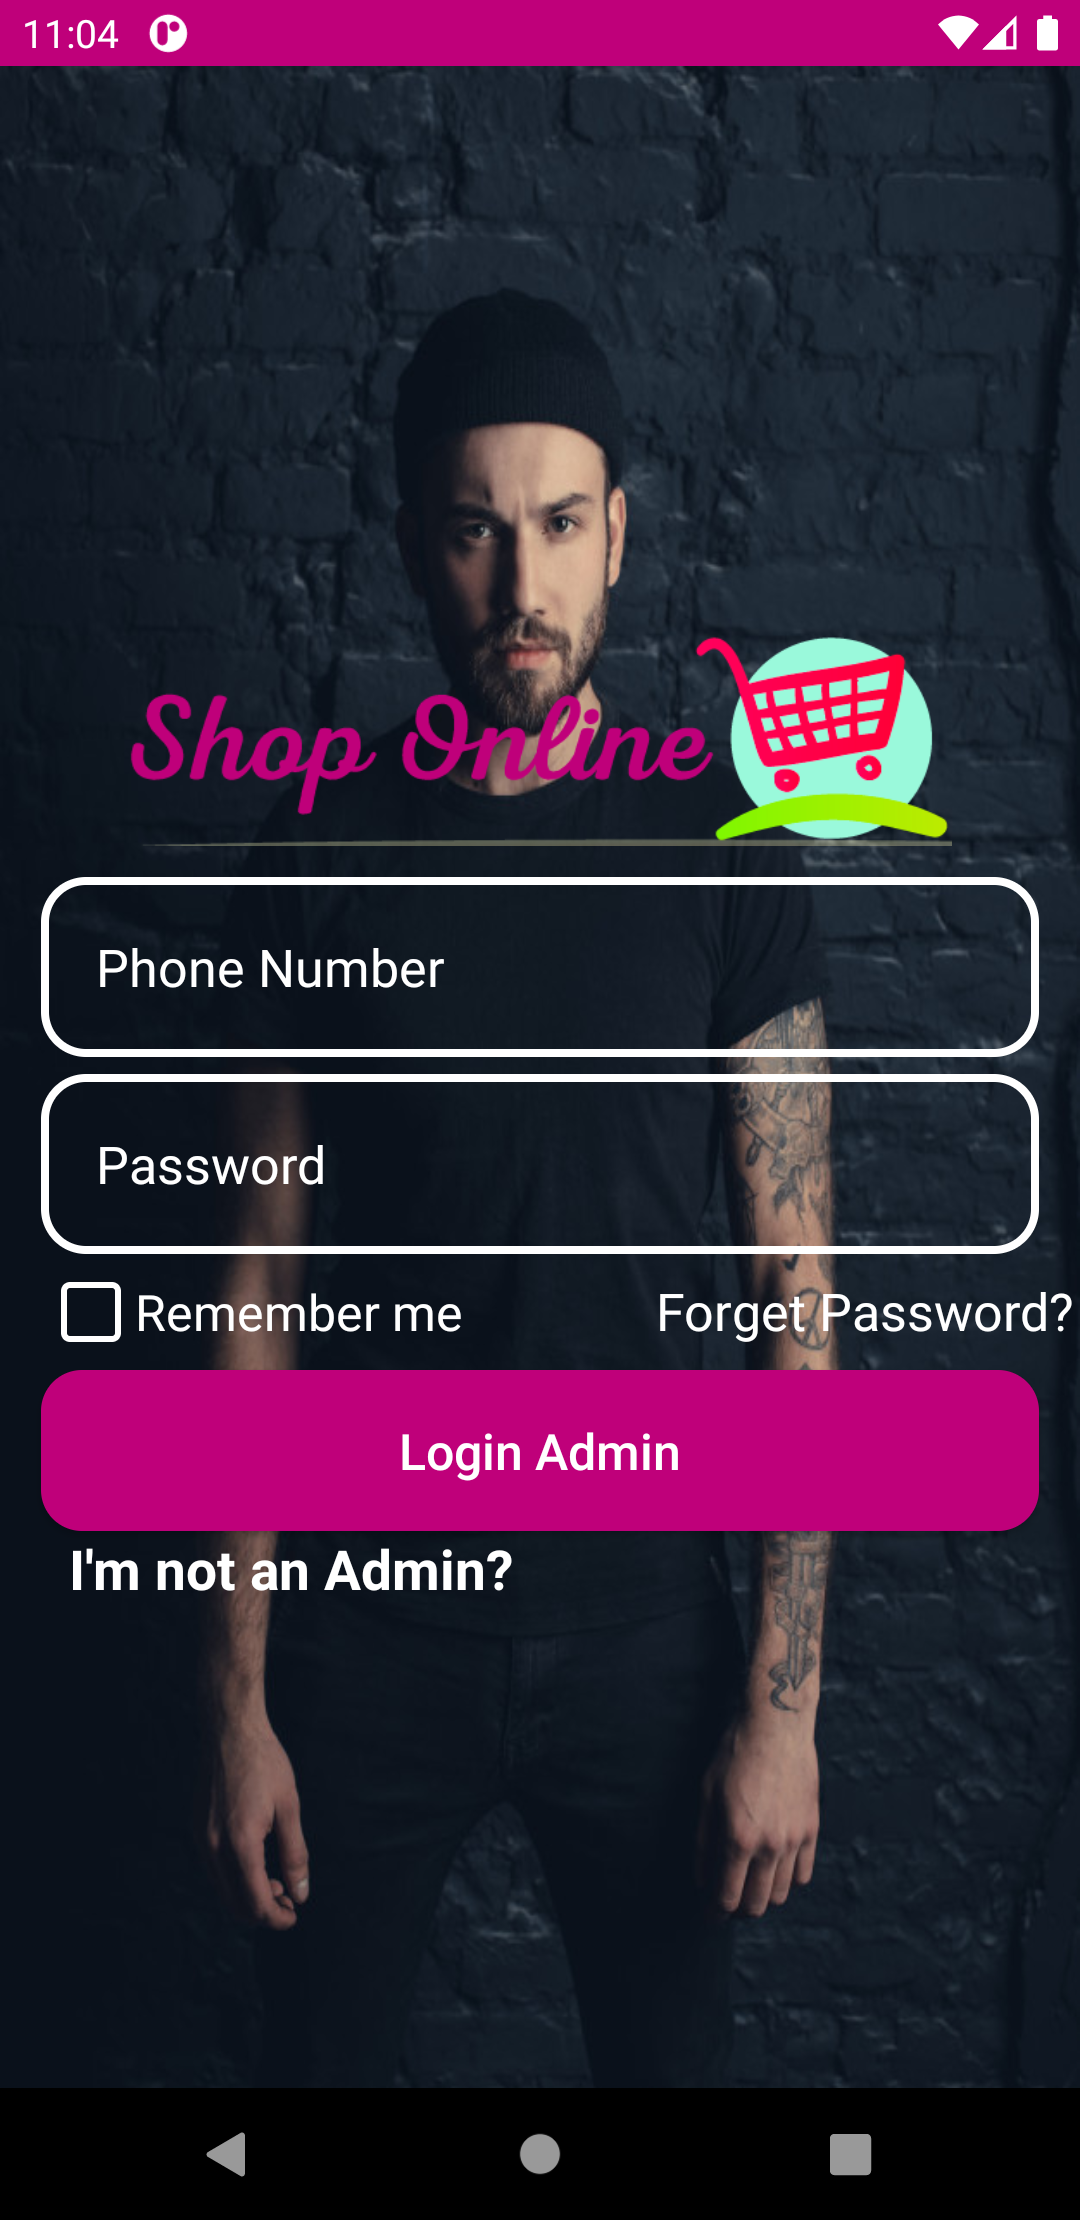 11:04
Shop Online
Phone Number
Password
Remember me Forget Password?
Login Admin
I'm not an Admin?